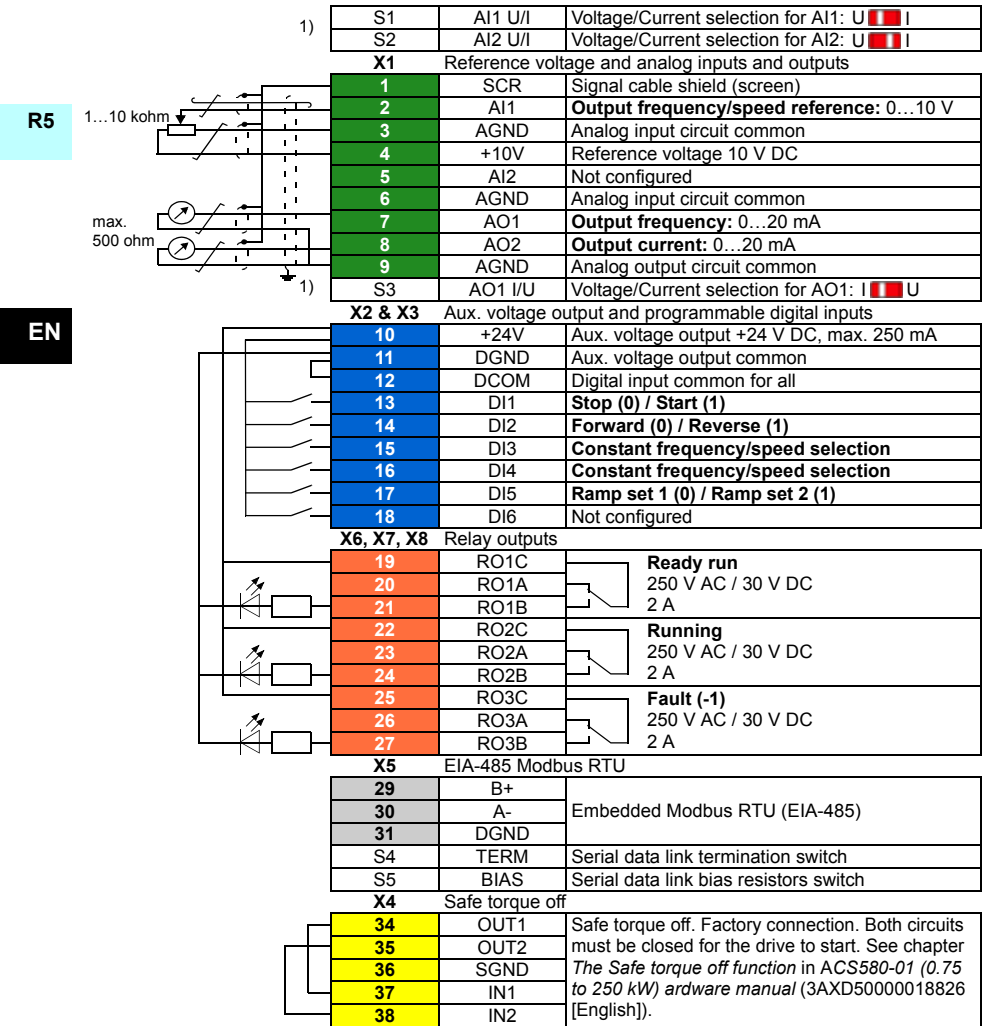 1)
S1 AI1 U/I Voltage/Current selection for AI1: U I
S2 AI2 U/I Voltage/Current selection for AI2: U I
X1 Reference voltage and analog inputs and outputs
1 SCR Signal cable shield (screen)
R5
1…10 kohm
2 AI1 Output frequency/speed reference: 0…10 V
3 AGND Analog input circuit common
4 +10V Reference voltage 10 V DC
5 AI2 Not configured
6 AGND Analog input circuit common
max.
500 ohm
7 AO1 Output frequency: 0…20 mA
8 AO2 Output current: 0…20 mA
9 AGND Analog output circuit common
1)
S3 AO1 I/U Voltage/Current selection for AO1: I U
X2 & X3 Aux. voltage output and programmable digital inputs
EN
10 +24V Aux. voltage output +24 V DC, max. 250 mA
11 DGND Aux. voltage output common
12 DCOM Digital input common for all
13 DI1 Stop (0) / Start (1)
14 DI2 Forward (0) / Reverse (1)
15 DI3 Constant frequency/speed selection
16 DI4 Constant frequency/speed selection
17 DI5 Ramp set 1 (0) / Ramp set 2 (1)
18 DI6 Not configured
X6, X7, X8 Relay outputs
19 RO1C Ready run
20 RO1A 250 V AC / 30 V DC
21 RO1B 2 A
22 RO2C Running
23 RO2A 250 V AC / 30 V DC
24 RO2B 2 A
25 RO3C Fault (-1)
26 RO3A 250 V AC / 30 V DC
27 RO3B 2 A
X5 EIA-485 Modbus RTU
29 B+
30 A- Embedded Modbus RTU (EIA-485)
31 DGND
S4 TERM Serial data link termination switch
S5 BIAS Serial data link bias resistors switch
X4 Safe torque off
34 OUT1 Safe torque off. Factory connection. Both circuits
35 OUT2 must be closed for the drive to start. See chapter
36 SGND The Safe torque off function in ACS580-01 (0.75
37 IN1 to 250 kW) ardware manual (3AXD50000018826
38 IN2 [English]).